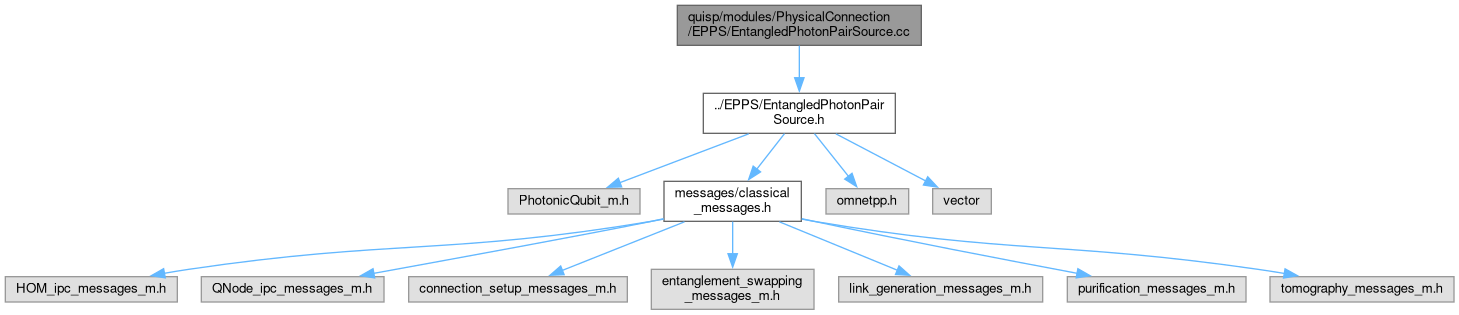 quisp/modules/PhysicalConnection
/EPPS/EntangledPhotonPairSource.cc
../EPPS/EntangledPhotonPair
Source.h
PhotonicQubit_m.h
messages/classical
_messages.h
omnetpp.h
vector
HOM_ipc_messages_m.h
QNode_ipc_messages_m.h
connection_setup_messages_m.h
entanglement_swapping
_messages_m.h
link_generation_messages_m.h
purification_messages_m.h
tomography_messages_m.h